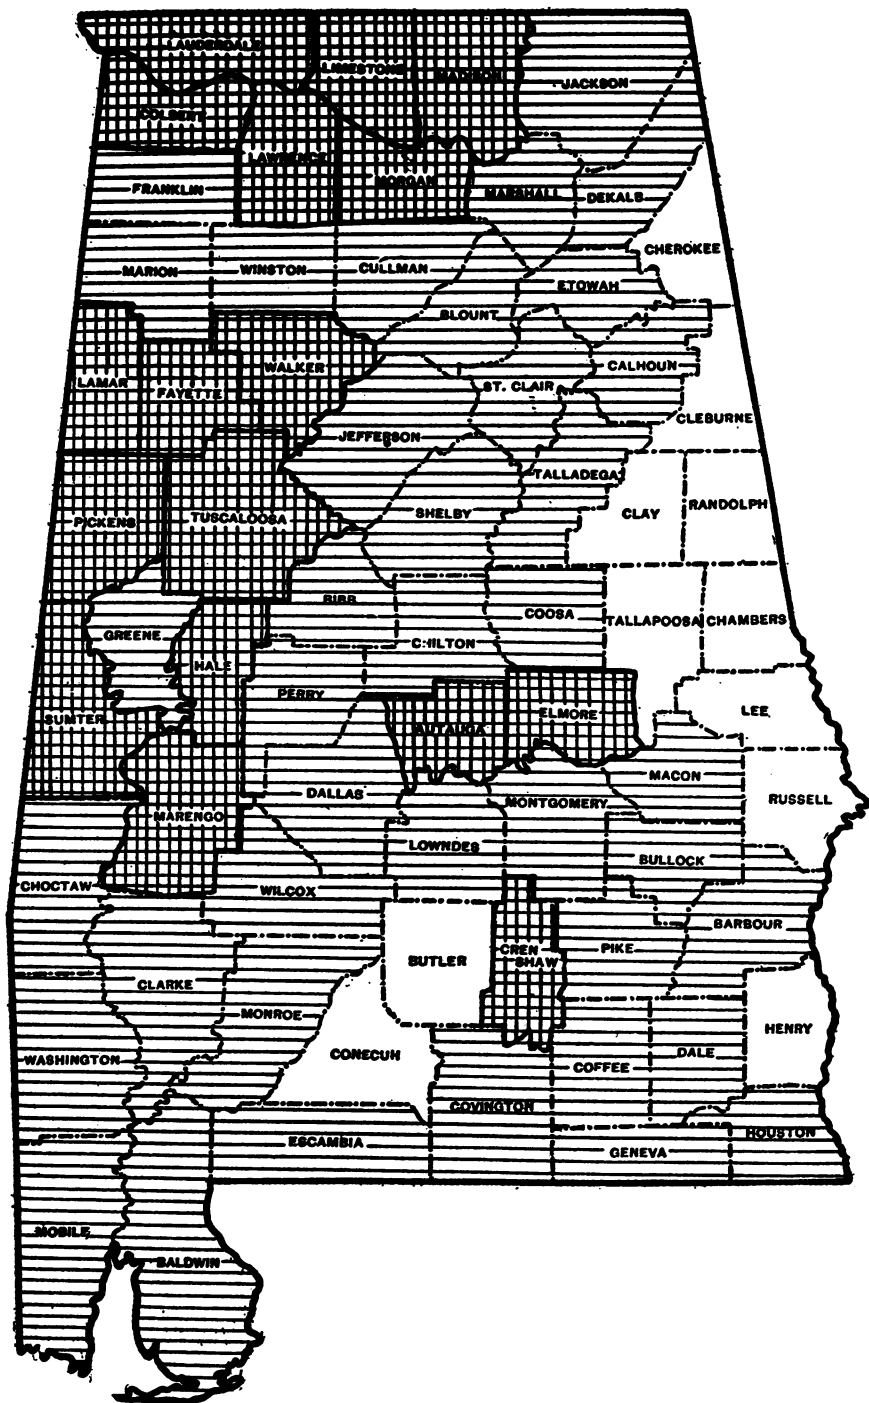 LAUDERDALE
LIMESTONE
MADISON
JACKSON
COLBERT
LAWRENCE
MORGAN
FRANKLIN
MARSHALL
DEKALB
CHEROKEE
MARION
WINSTON
CULLMAN
ETOWAH
BLOUNT
LAMAR
FAYETTE
WALKER
ST. CLAIR
CALHOUN
CLEBURNE
JEFFERSON
TALLADEGA
PICKENS
TUSCALOOSA
SHELBY
CLAY
RANDOLPH
BIBB
GREENE
HALE
CHILTON
COOSA
TALLAPOOSA
CHAMBERS
PERRY
SUMTER
AUTAUGA
ELMORE
LEE
MACON
DALLAS
MONTGOMERY
RUSSELL
MARENGO
LOWNDES
BULLOCK
CHOCTAW
WILCOX
BARBOUR
BUTLER
CREN
SHAW
PIKE
CLARKE
MONROE
HENRY
WASHINGTON
CONECUH
COFFEE
DALE
COVINGTON
HOUSTON
ESCAMBIA
GENEVA
MOBILE
BALDWIN